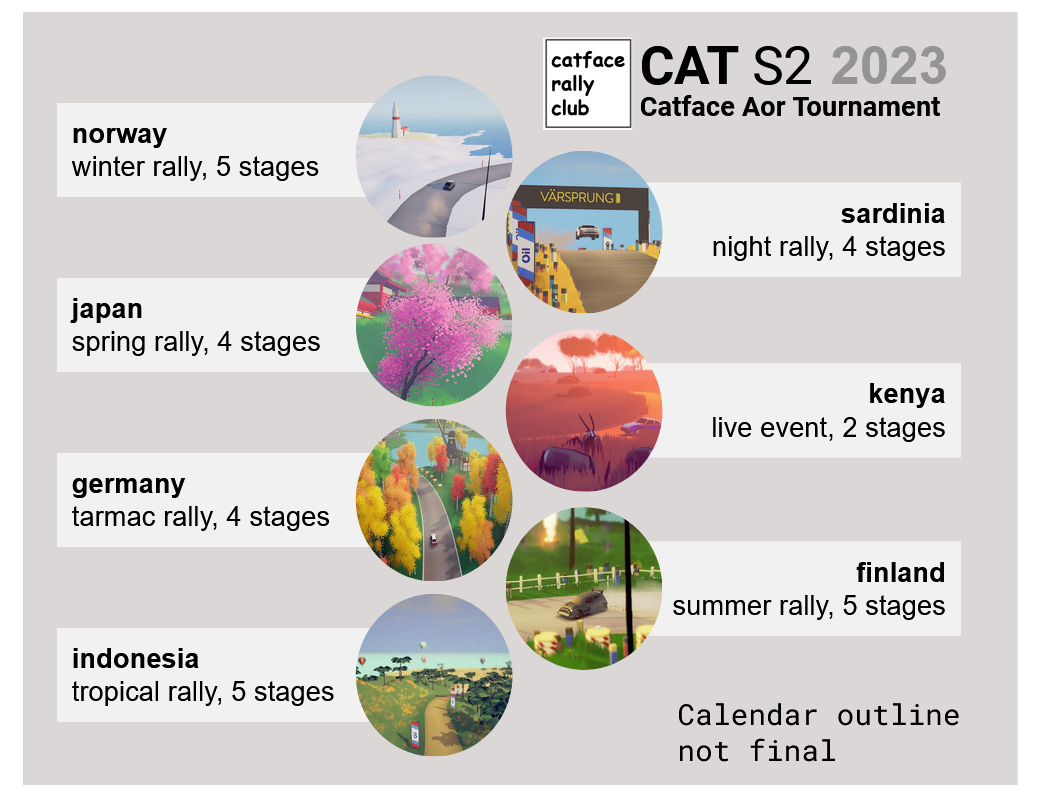 catface
rally
club
CAT S2 2023
Catface Aor Tournament
norway
winter rally, 5 stages
VÄRSPRUNG
Oil
sardinia
night rally, 4 stages
japan
spring rally, 4 stages
kenya
live event, 2 stages
germany
tarmac rally, 4 stages
finland
summer rally, 5 stages
indonesia
tropical rally, 5 stages
Calendar outline
not final